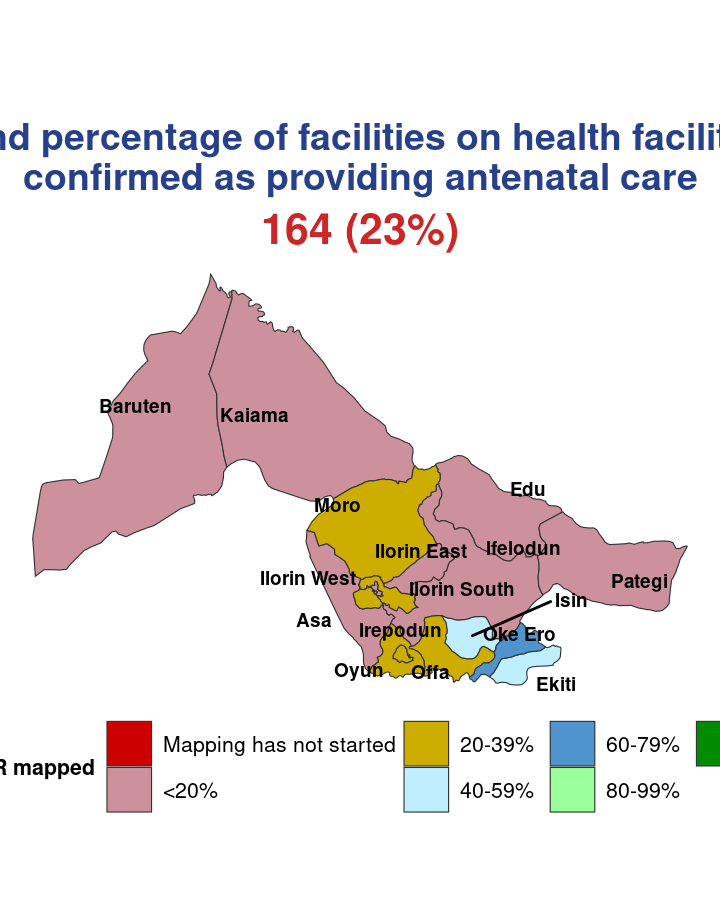 percentage of facilities on health
confirmed as providing antenatal care
164 (23%)
Baruten
Kaiama
Edu
Moro
Ilorin East
Ifelodun
Ilorin West
Pategi
Ilorin South
Isin
Asa
Irepodun
Oke Ero
Oyun
Offa
Ekiti
mapped
Mapping has not started
20-39%
60-79%
<20%
40-59%
80-99%